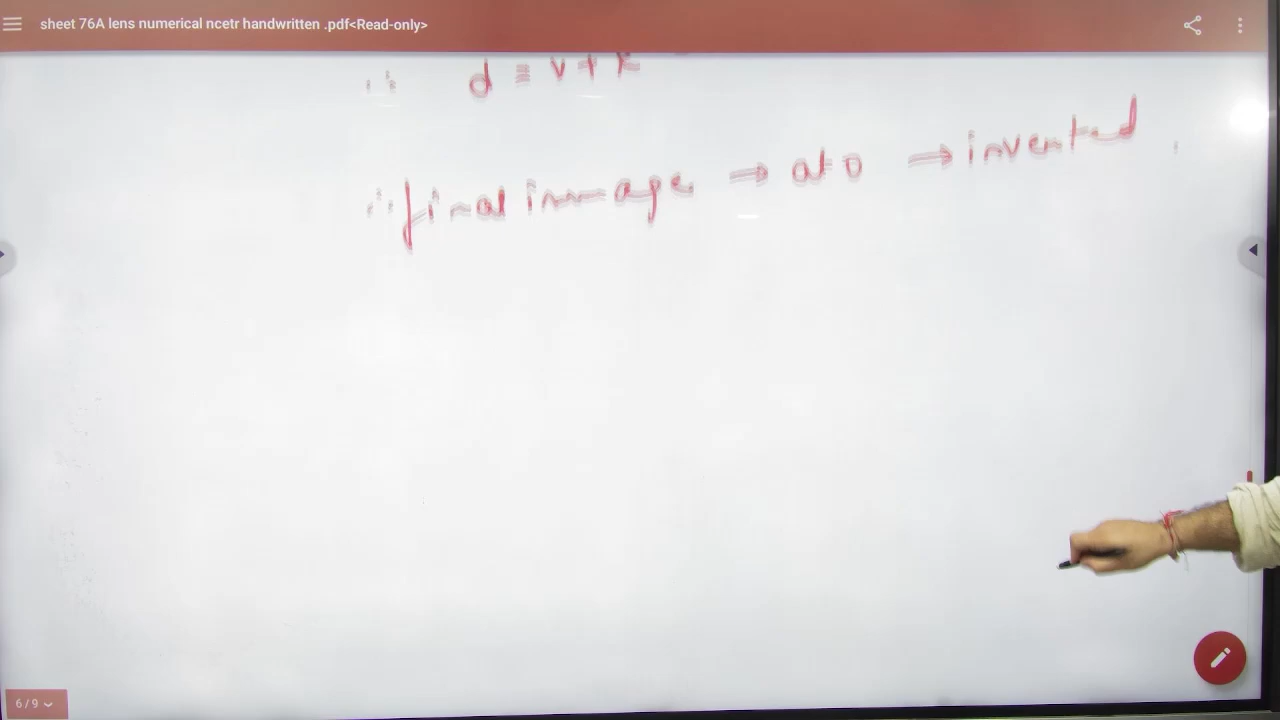 sheet 76A lens numerical ncetr handwritten .pdf<Read-only>
∴ d = v + x
∴ final image ⇒ at o ⇒ inverted.
6 / 9